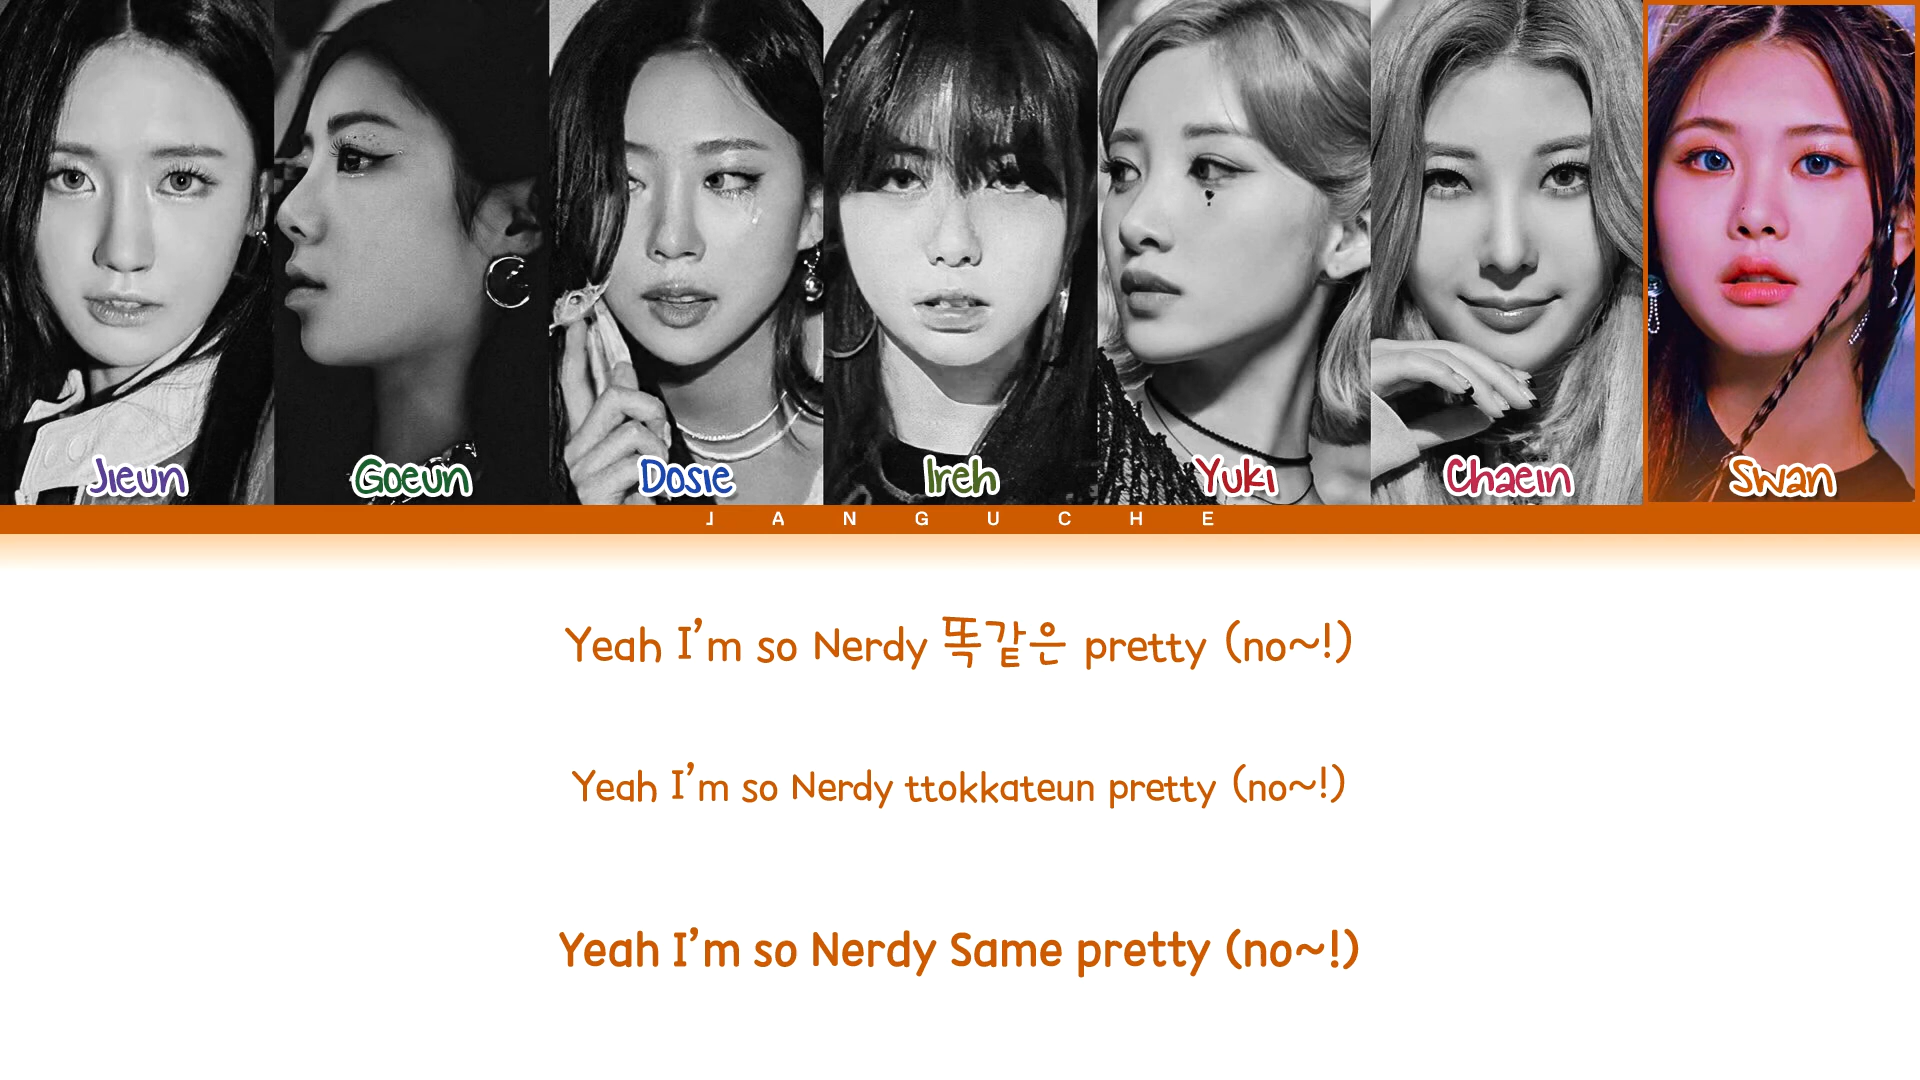 Jieun
Goeun
Dosie
Ireh
Yuki
Chaein
Swan
JANGUCHE
Yeah I'm so Nerdy 똑같은 pretty (no~!)
Yeah I'm so Nerdy ttokkateun pretty (no~!)
Yeah I'm so Nerdy Same pretty (no~!)